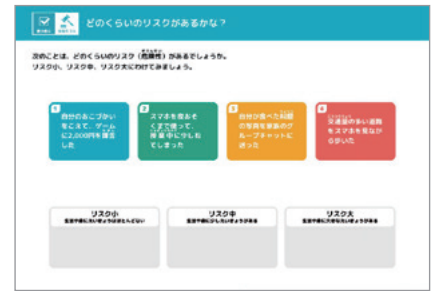 どのくらいのリスクがあるかな？
次のことは、どのくらいのリスク（危険性）があるでしょうか。
リスク小、リスク中、リスク大にわけてみましょう。
1
自分のおこづかい
をこえて、ゲーム
に2,000円を課金
した
2
スマホを夜おそ
くまで使って、
授業中に少しね
てしまった
3
自分が食べた料理
の写真を家族のグ
ループチャットに
送った
4
交通量の多い道路
をスマホを見なが
ら歩いた
リスク小
リスク中
リスク大